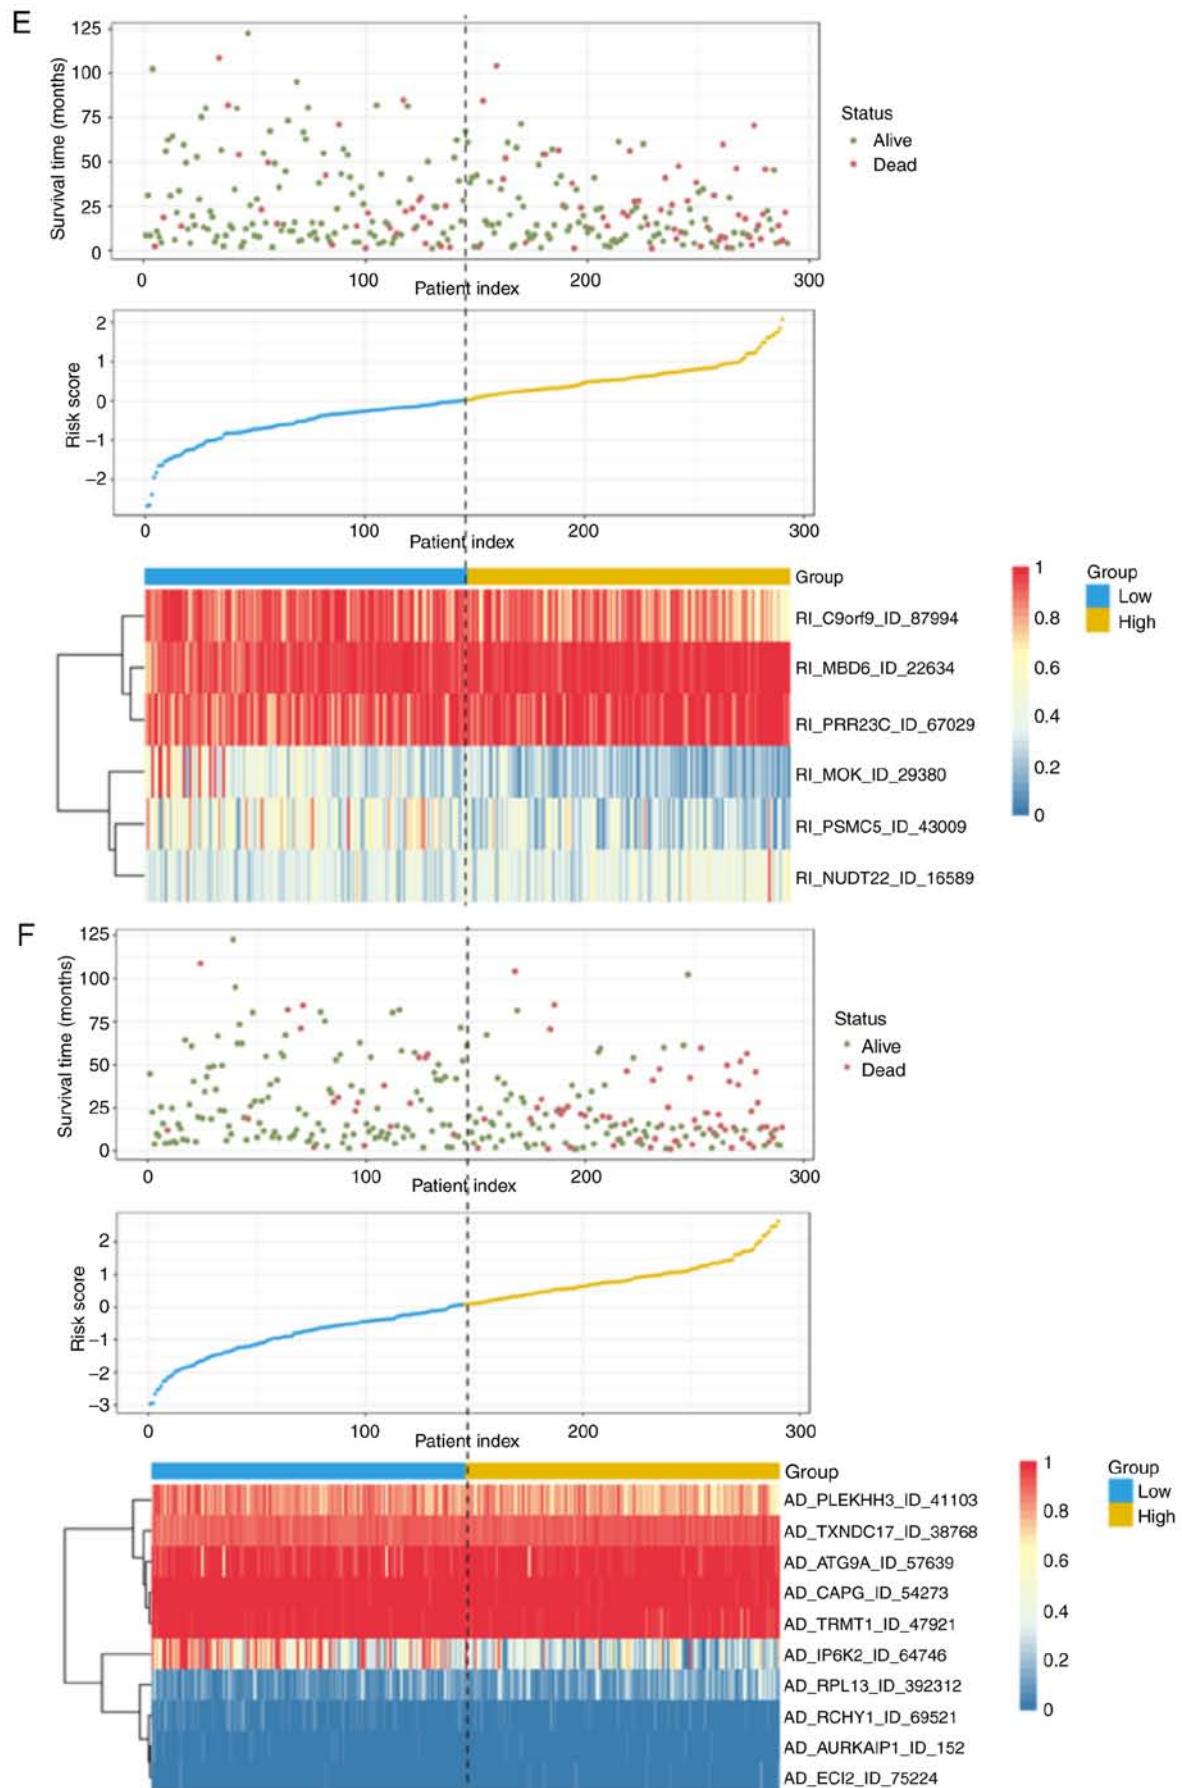 E
125
100
75
50
25
0
Survival time (months)
0 100 200 300
Patient index
Status
Alive
Dead
2
1
0
−1
−2
Risk score
0 100 200 300
Patient index
Group
RI_C9orf9_ID_87994
RI_MBD6_ID_22634
RI_PRR23C_ID_67029
RI_MOK_ID_29380
RI_PSMC5_ID_43009
RI_NUDT22_ID_16589
1
0.8
0.6
0.4
0.2
0
Group
Low
High
F
125
100
75
50
25
0
Survival time (months)
0 100 200 300
Patient index
Status
Alive
Dead
2
1
0
−1
−2
−3
Risk score
0 100 200 300
Patient index
Group
AD_PLEKHH3_ID_41103
AD_TXNDC17_ID_38768
AD_ATG9A_ID_57639
AD_CAPG_ID_54273
AD_TRMT1_ID_47921
AD_IP6K2_ID_64746
AD_RPL13_ID_392312
AD_RCHY1_ID_69521
AD_AURKAIP1_ID_152
AD_ECI2_ID_75224
1
0.8
0.6
0.4
0.2
0
Group
Low
High